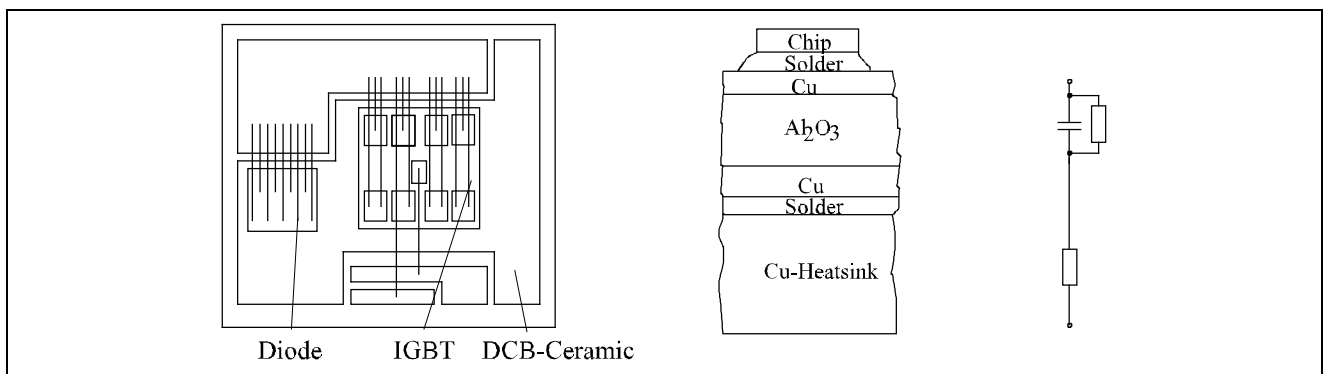 Diode
IGBT
DCB-Ceramic
Chip
Solder
Cu
Al₂O₃
Cu
Solder
Cu-Heatsink